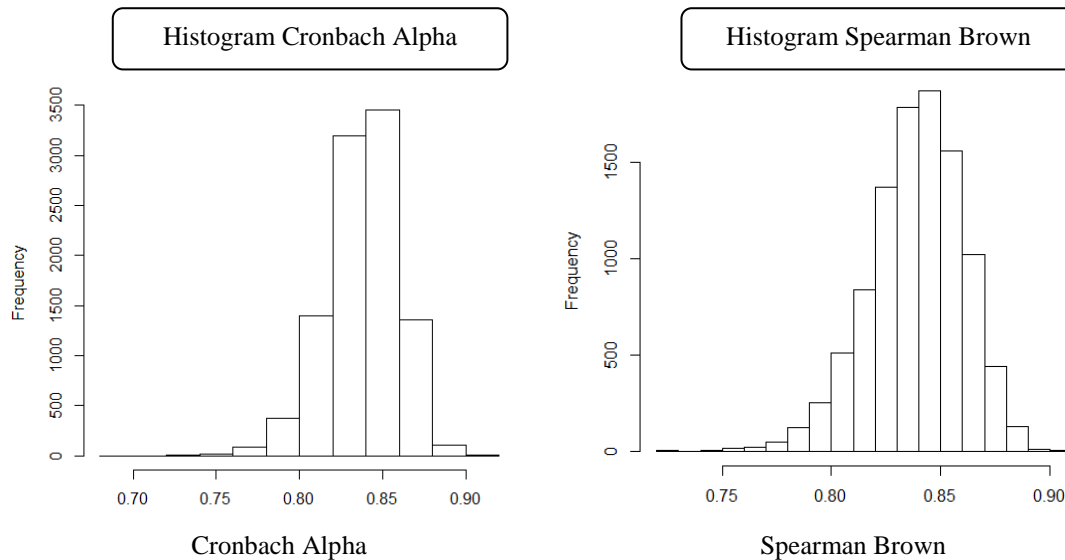 Histogram Cronbach Alpha
Frequency
3500
3000
2500
2000
1500
1000
500
0
0.70 0.75 0.80 0.85 0.90
Cronbach Alpha
Histogram Spearman Brown
Frequency
1500
1000
500
0
0.75 0.80 0.85 0.90
Spearman Brown